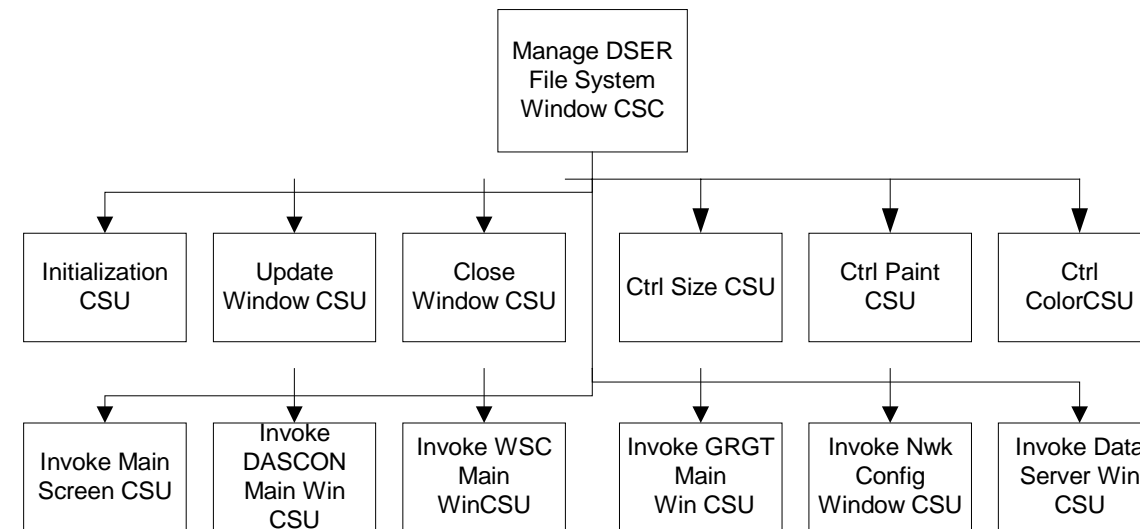 Manage DSER
File System
Window CSC
Initialization
CSU
Update
Window CSU
Close
Window CSU
Ctrl Size CSU
Ctrl Paint
CSU
Ctrl
ColorCSU
Invoke Main
Screen CSU
Invoke
DASCON
Main Win
CSU
Invoke WSC
Main
WinCSU
Invoke GRGT
Main
Win CSU
Invoke Nwk
Config
Window CSU
Invoke Data
Server Win
CSU